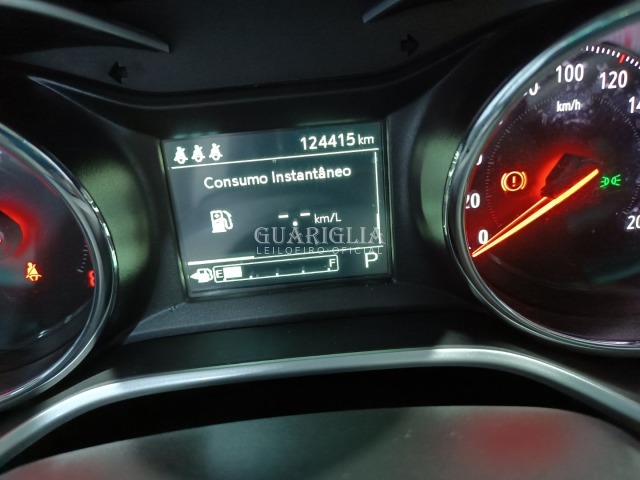 124415 km
Consumo Instantâneo
-.- km/L
GUARIGLIA
LEILOEIRO OFICIAL
E F P
100
120
km/h
20
0